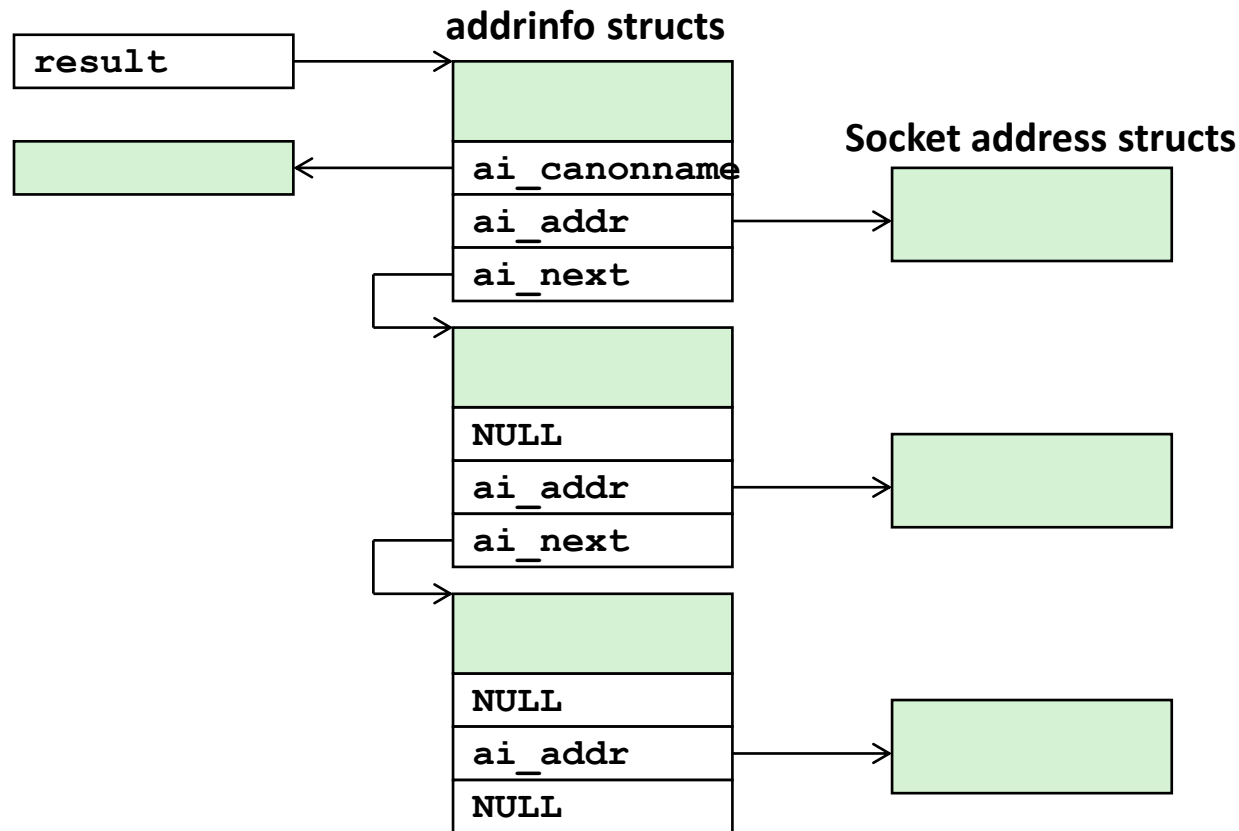 addrinfo structs
result
Socket address structs
ai_canonname
ai_addr
ai_next
NULL
ai_addr
ai_next
NULL
ai_addr
NULL